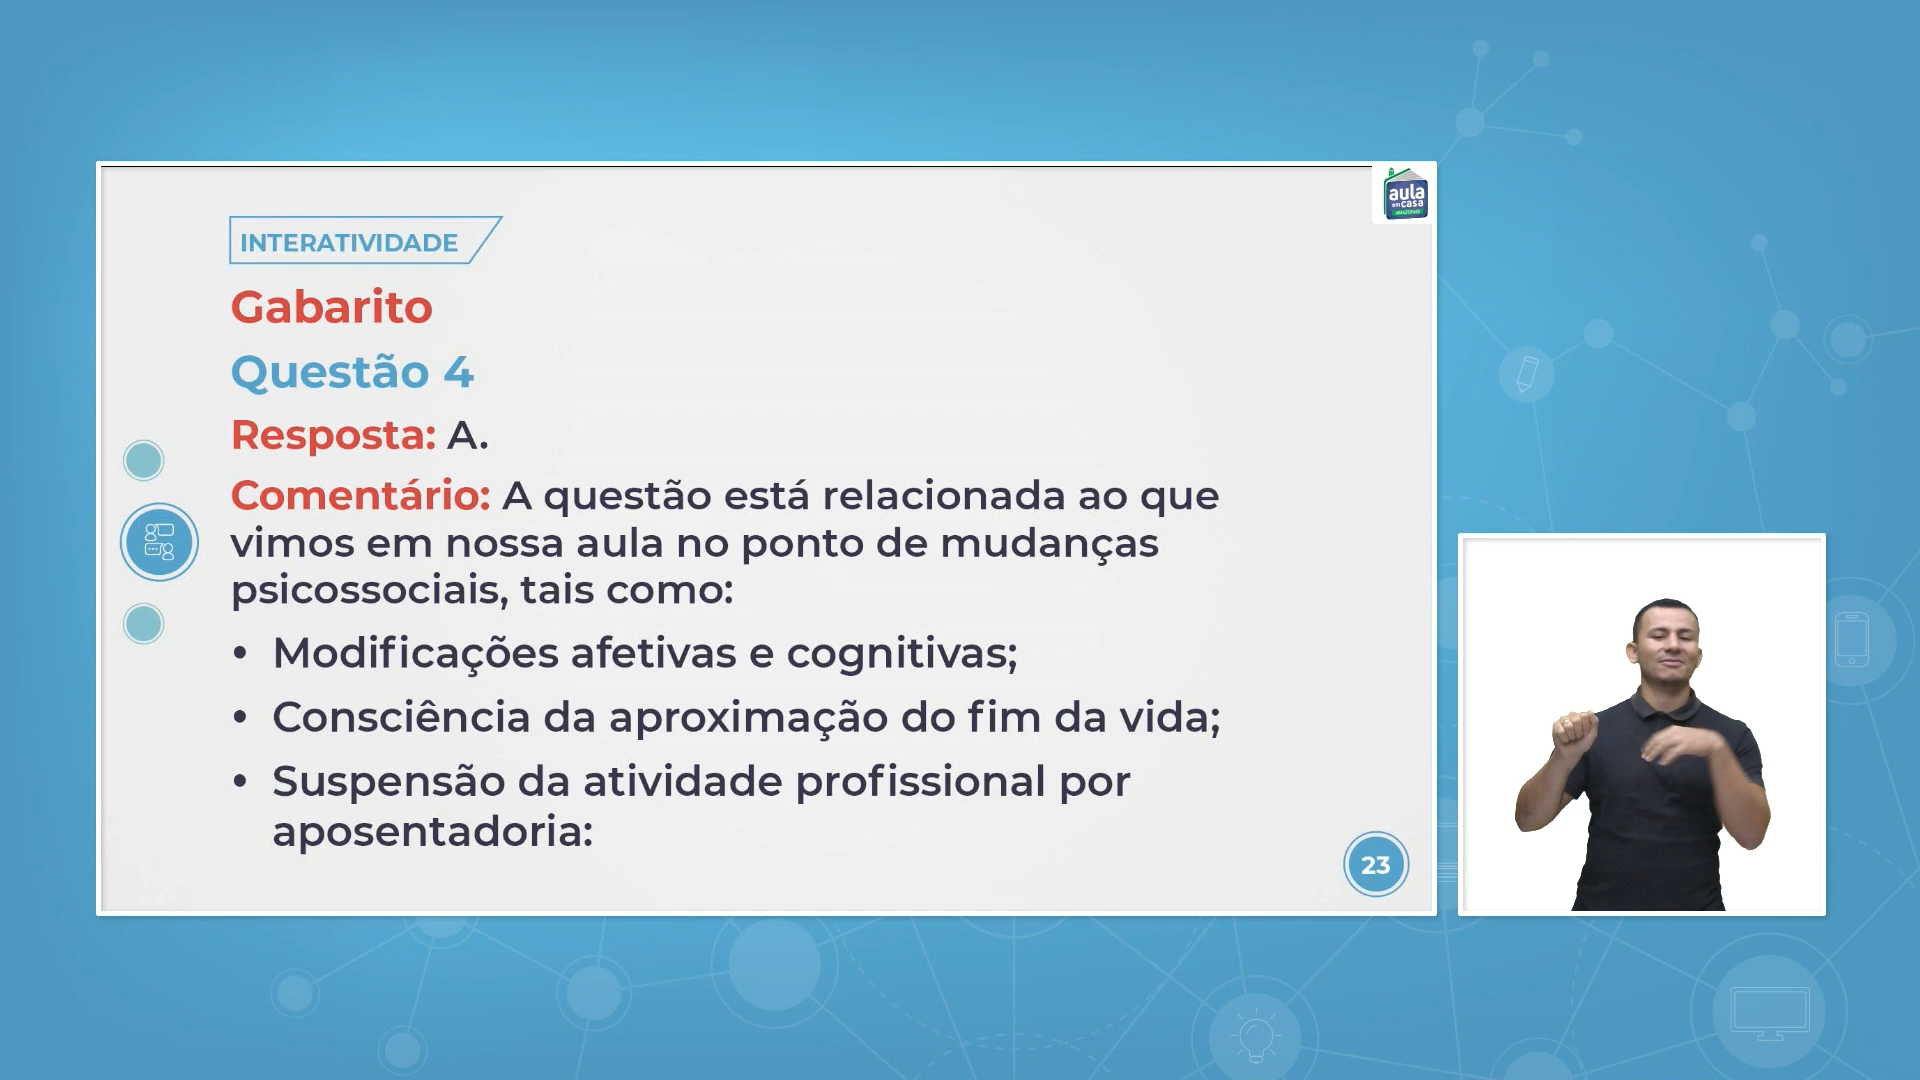 aula
em casa
AMAZONAS
INTERATIVIDADE
Gabarito
Questão 4
Resposta: A.
Comentário: A questão está relacionada ao que
vimos em nossa aula no ponto de mudanças
psicossociais, tais como:
• Modificações afetivas e cognitivas;
• Consciência da aproximação do fim da vida;
• Suspensão da atividade profissional por
aposentadoria:
23